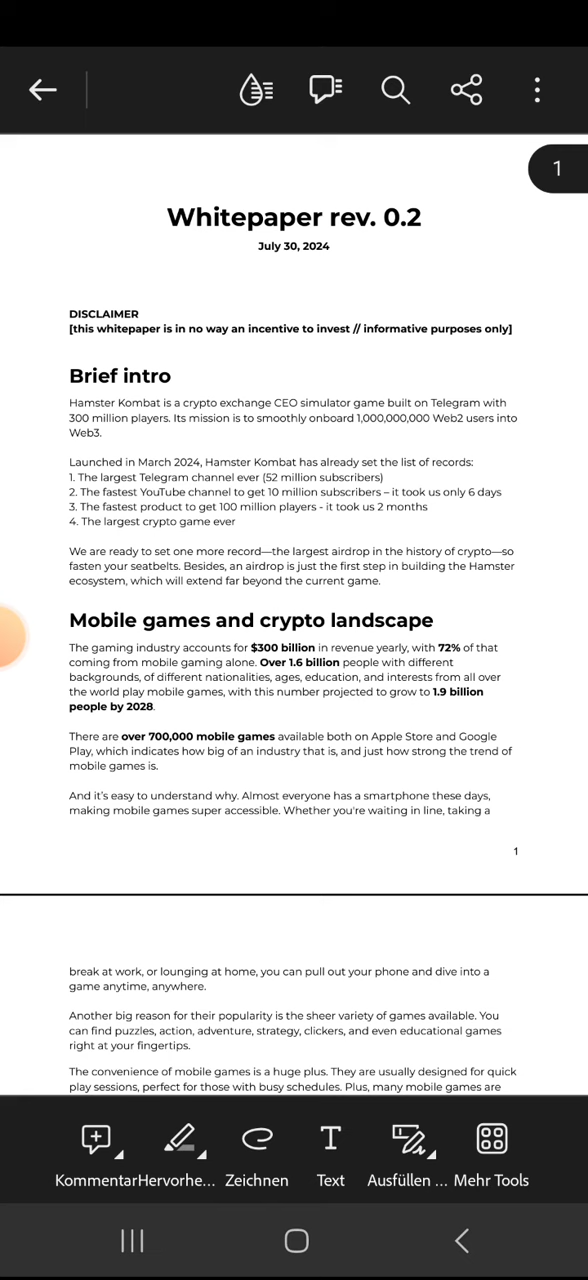 1
Whitepaper rev. 0.2
July 30, 2024
DISCLAIMER
[this whitepaper is in no way an incentive to invest // informative purposes only]
Brief intro
Hamster Kombat is a crypto exchange CEO simulator game built on Telegram with
300 million players. Its mission is to smoothly onboard 1,000,000,000 Web2 users into
Web3.
Launched in March 2024, Hamster Kombat has already set the list of records:
1. The largest Telegram channel ever (52 million subscribers)
2. The fastest YouTube channel to get 10 million subscribers – it took us only 6 days
3. The fastest product to get 100 million players - it took us 2 months
4. The largest crypto game ever
We are ready to set one more record—the largest airdrop in the history of crypto—so
fasten your seatbelts. Besides, an airdrop is just the first step in building the Hamster
ecosystem, which will extend far beyond the current game.
Mobile games and crypto landscape
The gaming industry accounts for $300 billion in revenue yearly, with 72% of that
coming from mobile gaming alone. Over 1.6 billion people with different
backgrounds, of different nationalities, ages, education, and interests from all over
the world play mobile games, with this number projected to grow to 1.9 billion
people by 2028.
There are over 700,000 mobile games available both on Apple Store and Google
Play, which indicates how big of an industry that is, and just how strong the trend of
mobile games is.
And it's easy to understand why. Almost everyone has a smartphone these days,
making mobile games super accessible. Whether you're waiting in line, taking a
1
break at work, or lounging at home, you can pull out your phone and dive into a
game anytime, anywhere.
Another big reason for their popularity is the sheer variety of games available. You
can find puzzles, action, adventure, strategy, clickers, and even educational games
right at your fingertips.
The convenience of mobile games is a huge plus. They are usually designed for quick
play sessions, perfect for those with busy schedules. Plus, many mobile games are
Kommentar Hervorhe... Zeichnen Text Ausfüllen ... Mehr Tools